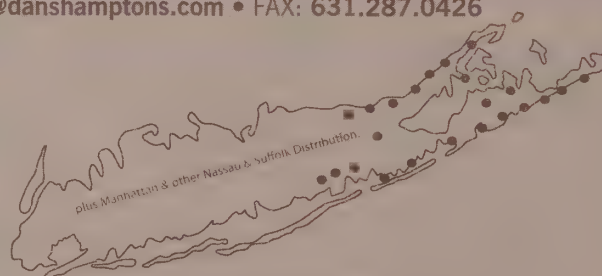 @danshamptons.com • FAX: 631.287.0426
plus Manhattan & other Nassau & Suffolk Distribution.